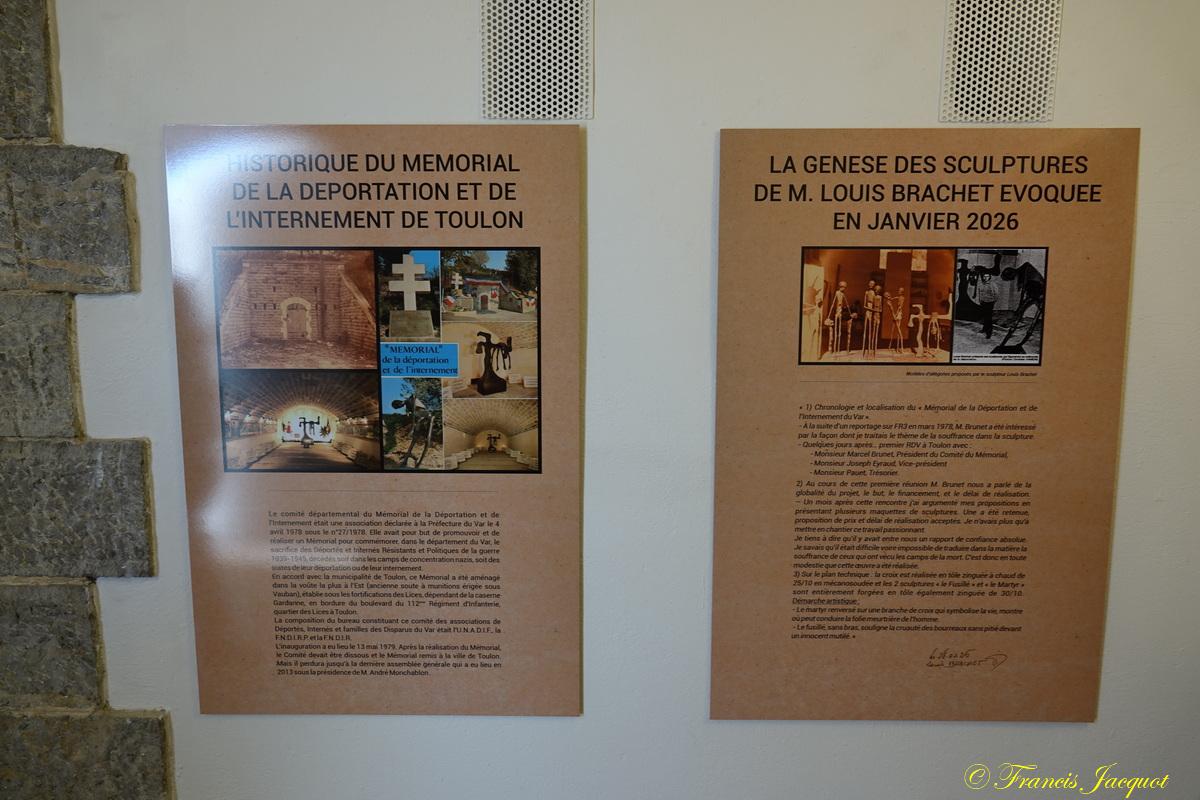 HISTORIQUE DU MEMORIAL
DE LA DEPORTATION ET DE
L'INTERNEMENT DE TOULON
"MEMORIAL"
de la déportation
et de l'internement
Le comité départemental du Mémorial de la Déportation et de
l'Internement était une association déclarée à la Préfecture du Var le 4
avril 1978 sous le n°27/1978. Elle avait pour but de promouvoir et de
réaliser un Mémorial pour commémorer, dans le département du Var, le
sacrifice des Déportés et Internés Résistants et Politiques de la guerre
1939-1945, décédés soit dans les camps de concentration nazis, soit des
suites de leur déportation ou de leur internement.
En accord avec la municipalité de Toulon, ce Mémorial a été aménagé
dans la voûte la plus à l'Est (ancienne soute à munitions érigée sous
Vauban), établie sous les fortifications des Lices, dépendant de la caserne
Gardanne, en bordure du boulevard du 112ème Régiment d'Infanterie,
quartier des Lices à Toulon.
La composition du bureau constituant ce comité des associations de
Déportés, Internés et familles des Disparus du Var était l'U.N.A.D.I.F., la
F.N.D.I.R.P. et la F.N.D.I.R.
L'inauguration a eu lieu le 13 mai 1979. Après la réalisation du Mémorial,
le Comité devait être dissous et le Mémorial remis à la ville de Toulon.
Mais il perdura jusqu'à la dernière assemblée générale qui a eu lieu en
2013 sous la présidence de M. André Monchablon.
LA GENESE DES SCULPTURES
DE M. LOUIS BRACHET EVOQUEE
EN JANVIER 2026
Modèles d'allégories proposés par le sculpteur Louis Brachet
« 1) Chronologie et localisation du « Mémorial de la Déportation et de
l'Internement du Var ».
- À la suite d'un reportage sur FR3 en mars 1978, M. Brunet a été intéressé
par la façon dont je traitais le thème de la souffrance dans la sculpture.
- Quelques jours après... premier RDV à Toulon avec :
- Monsieur Marcel Brunet, Président du Comité du Mémorial,
- Monsieur Joseph Eyraud, Vice-président
- Monsieur Pauet, Trésorier.
2) Au cours de cette première réunion M. Brunet nous a parlé de la
globalité du projet, le but, le financement, et le délai de réalisation.
– Un mois après cette rencontre j'ai argumenté mes propositions en
présentant plusieurs maquettes de sculptures. Une a été retenue,
proposition de prix et délai de réalisation acceptés. Je n'avais plus qu'à
mettre en chantier ce travail passionnant.
Je tiens à dire qu'il y avait entre nous un rapport de confiance absolue.
Je savais qu'il était difficile voire impossible de traduire dans la matière la
souffrance de ceux qui ont vécu les camps de la mort. C'est donc en toute
modestie que cette œuvre a été réalisée.
3) Sur le plan technique : la croix est réalisée en tôle zinguée à chaud de
25/10 en mécanosoudée et les 2 sculptures « le Fusillé » et « le Martyr »
sont entièrement forgées en tôle également zinguée de 30/10.
Démarche artistique :
- Le martyr renversé sur une branche de croix qui symbolise la vie, montre
où peut conduire la folie meurtrière de l'homme.
- Le fusillé, sans bras, souligne la cruauté des bourreaux sans pitié devant
un innocent mutilé. »
© Francis Jacquot